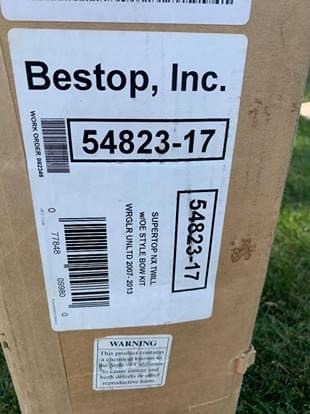 Bestop, Inc.
54823-17
WORK ORDER 982346
54823-17
SUPERTOP NX TWILL
w/OE STYLE BOW KIT
WRGLR UNLTD 2007- 2013
0 77848 09980 0
WARNING
This product contains
a chemical known to
the State of California
to cause cancer and
birth defects or other
reproductive harm.